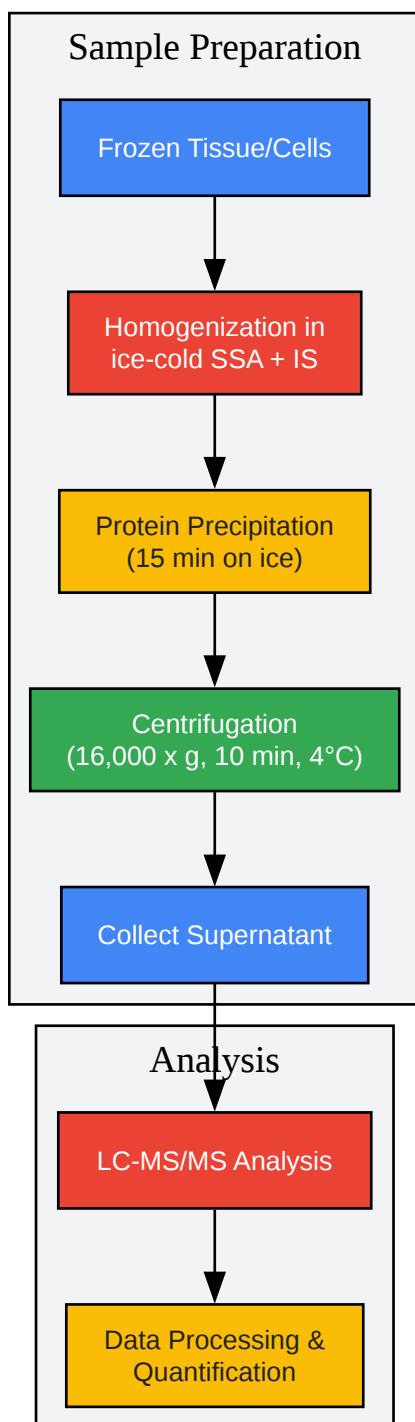 Sample Preparation
Frozen Tissue/Cells
Homogenization in
ice-cold SSA + IS
Protein Precipitation
(15 min on ice)
Centrifugation
(16,000 x g, 10 min, 4°C)
Collect Supernatant
Analysis
LC-MS/MS Analysis
Data Processing &
Quantification